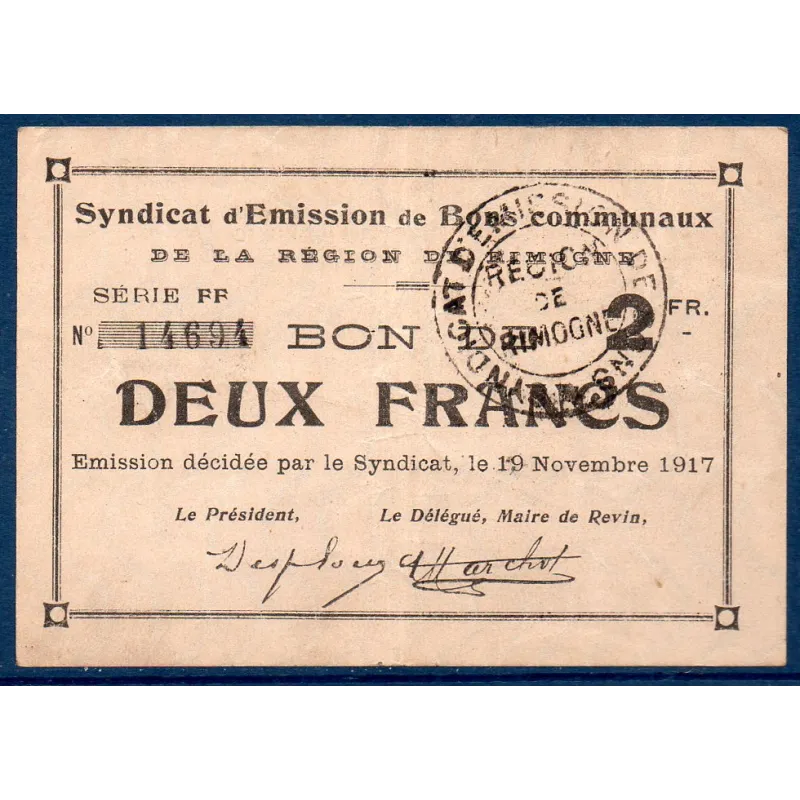 Syndicat d'Emission de Bons communaux
DE LA RÉGION DE RIMOGNE
SÉRIE FF
Nº 14694 BON DE 2 FR.
DEUX FRANCS
Emission décidée par le Syndicat, le 19 Novembre 1917
Le Président, Le Délégué, Maire de Revin,
SYNDICAT D'EMISSION DE BONS
RÉGION
DE
RIMOGNE